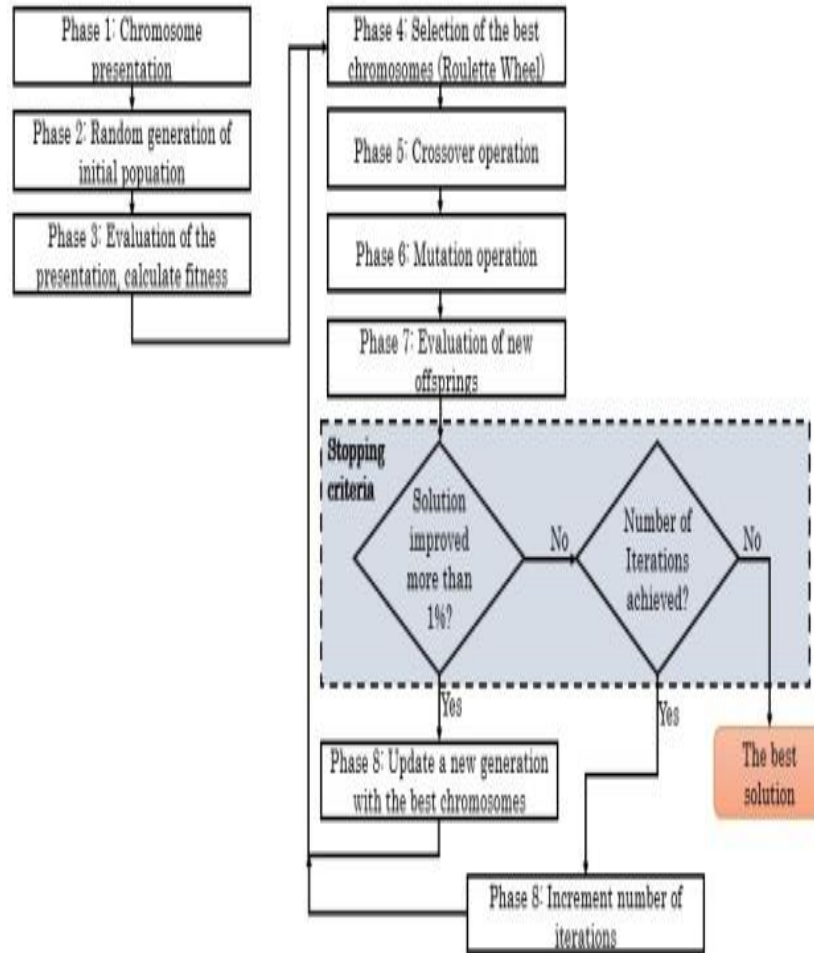 Phase 1: Chromosome
presentation
Phase 2: Random generation of
initial popuation
Phase 3: Evaluation of the
presentation, calculate fitness
Phase 4: Selection of the best
chromosomes (Roulette Wheel)
Phase 5: Crossover operation
Phase 6: Mutation operation
Phase 7: Evaluation of new
offsprings
Stopping
criteria
Solution
improved
more than
1%?
No
Number of
Iterations
achieved?
No
Yes
Yes
Phase 8: Update a new generation
with the best chromosomes
The best
solution
Phase 8: Increment number of
iterations